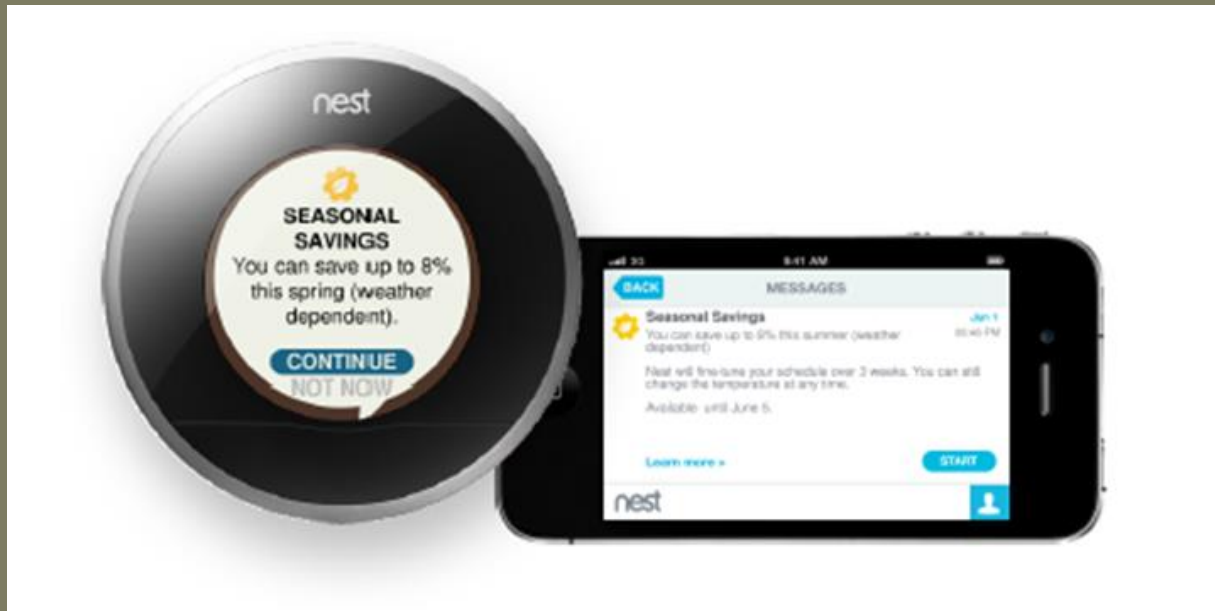 nest
SEASONAL
SAVINGS
You can save up to 8%
this spring (weather
dependent).
CONTINUE
NOT NOW
3G 9:41 AM
BACK MESSAGES
Seasonal Savings
You can save up to this summer (weather
dependent)
Nest will fine-tune your schedule over 3 weeks. You can still
change the temperature at any time.
Available until June 5.
Learn more »
START
nest